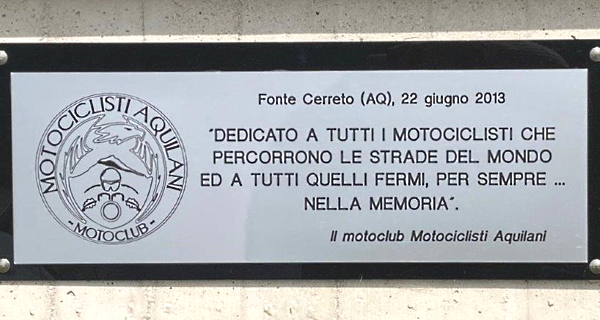 MOTOCICLISTI AQUILANI
- MOTOCLUB -
Fonte Cerreto (AQ), 22 giugno 2013
"DEDICATO A TUTTI I MOTOCICLISTI CHE
PERCORRONO LE STRADE DEL MONDO
ED A TUTTI QUELLI FERMI, PER SEMPRE ...
NELLA MEMORIA".
Il motoclub Motociclisti Aquilani